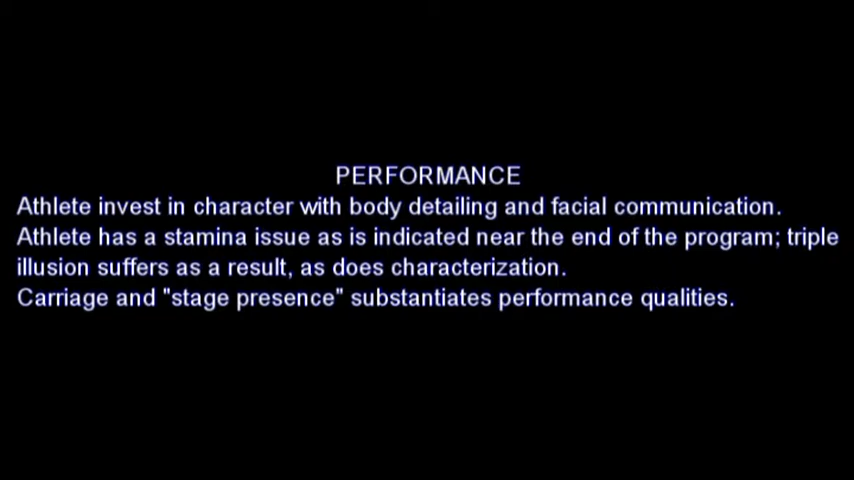 PERFORMANCE
Athlete invest in character with body detailing and facial communication.
Athlete has a stamina issue as is indicated near the end of the program; triple
illusion suffers as a result, as does characterization.
Carriage and "stage presence" substantiates performance qualities.